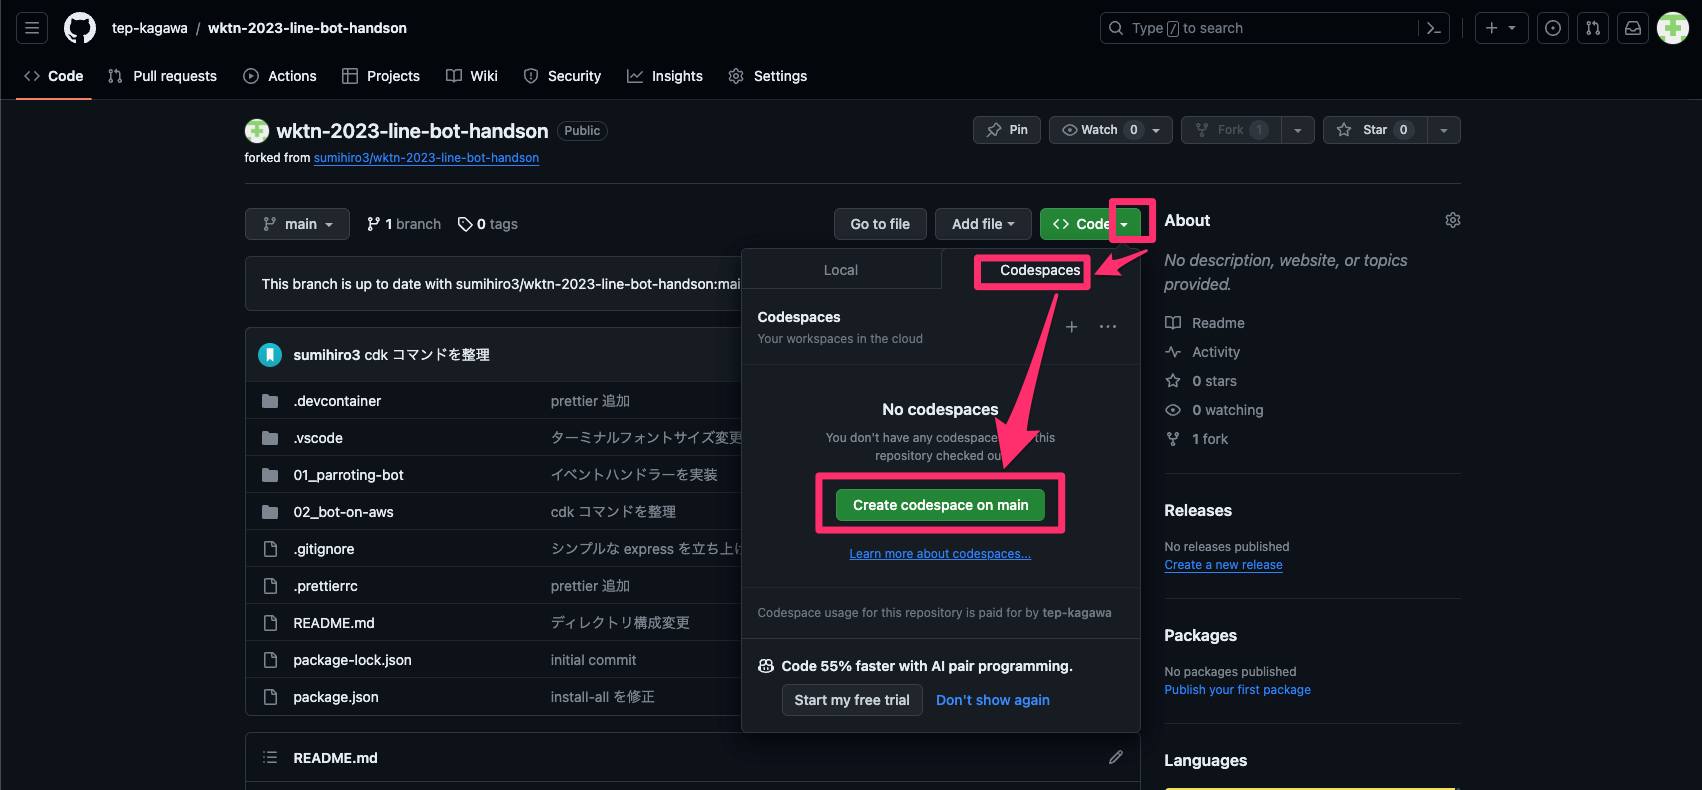 tep-kagawa / wktn-2023-line-bot-handson
Type / to search
Code
Pull requests
Actions
Projects
Wiki
Security
Insights
Settings
wktn-2023-line-bot-handson Public
forked from sumihiro3/wktn-2023-line-bot-handson
Pin
Watch 0
Fork 1
Star 0
main
1 branch
0 tags
Go to file
Add file
Code
This branch is up to date with sumihiro3/wktn-2023-line-bot-handson:mai
Local
Codespaces
Codespaces
Your workspaces in the cloud
No codespaces
You don't have any codespace this
repository checked ou
Create codespace on main
Learn more about codespaces...
Codespace usage for this repository is paid for by tep-kagawa
Code 55% faster with AI pair programming.
Start my free trial
Don't show again
sumihiro3 cdk コマンドを整理
.devcontainer prettier 追加
.vscode ターミナルフォントサイズ変更
01_parroting-bot イベントハンドラーを実装
02_bot-on-aws cdk コマンドを整理
.gitignore シンプルな express を立ち上げ
.prettierrc prettier 追加
README.md ディレクトリ構成変更
package-lock.json initial commit
package.json install-all を修正
README.md
About
No description, website, or topics
provided.
Readme
Activity
0 stars
0 watching
1 fork
Releases
No releases published
Create a new release
Packages
No packages published
Publish your first package
Languages